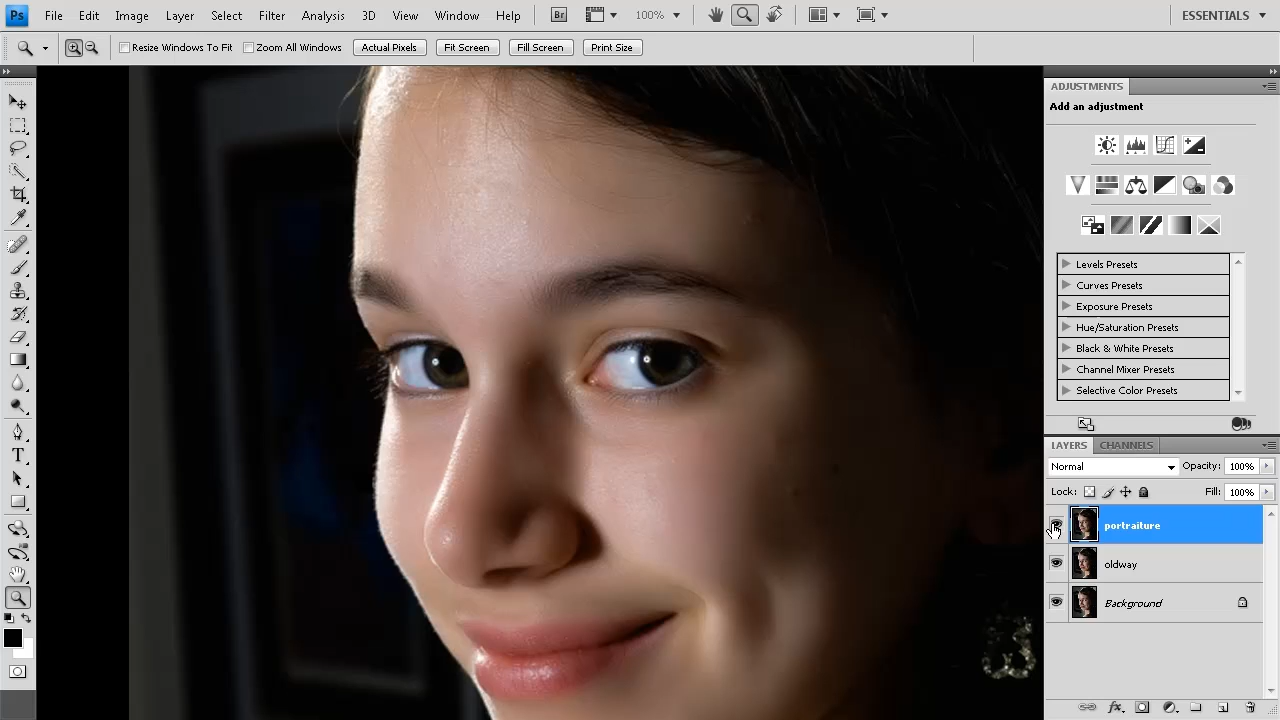 Ps File Edit Image Layer Select Filter Analysis 3D View Window Help Br 100% ESSENTIALS
Resize Windows To Fit Zoom All Windows Actual Pixels Fit Screen Fill Screen Print Size
ADJUSTMENTS
Add an adjustment
Levels Presets
Curves Presets
Exposure Presets
Hue/Saturation Presets
Black & White Presets
Channel Mixer Presets
Selective Color Presets
LAYERS CHANNELS
Normal Opacity: 100%
Lock: Fill: 100%
portraiture
oldway
Background
T
fx